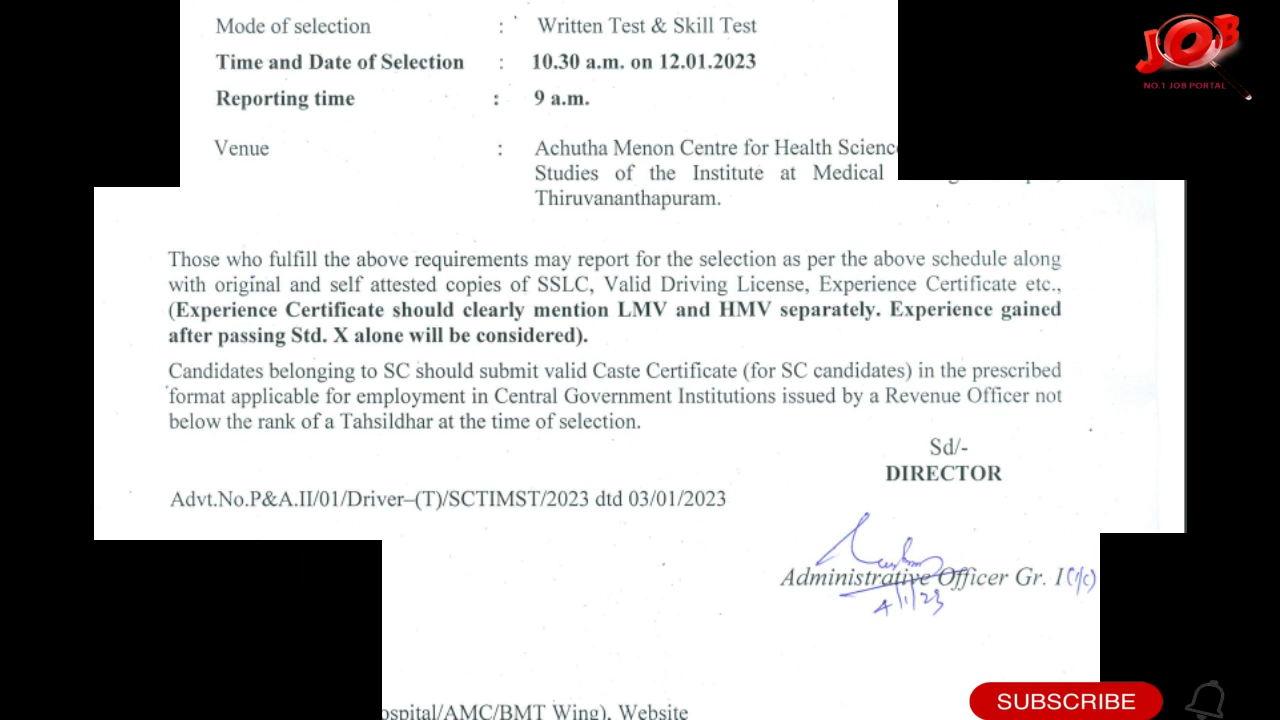 Mode of selection : Written Test & Skill Test
Time and Date of Selection : 10.30 a.m. on 12.01.2023
Reporting time : 9 a.m.
Venue : Achutha Menon Centre for Health
Studies of the Institute at Medical
Thiruvananthapuram.
Those who fulfill the above requirements may report for the selection as per the above schedule along
with original and self attested copies of SSLC, Valid Driving License, Experience Certificate etc.,
(Experience Certificate should clearly mention LMV and HMV separately. Experience gained
after passing Std. X alone will be considered).
Candidates belonging to SC should submit valid Caste Certificate (for SC candidates) in the prescribed
format applicable for employment in Central Government Institutions issued by a Revenue Officer not
below the rank of a Tahsildhar at the time of selection.
Sd/-
DIRECTOR
Advt.No.P&A.II/01/Driver–(T)/SCTIMST/2023 dtd 03/01/2023
Administrative Officer Gr. I (i/c)
4/1/23
ospital/AMC/BMT Wing), Website
JOB
NO.1 JOB PORTAL
SUBSCRIBE